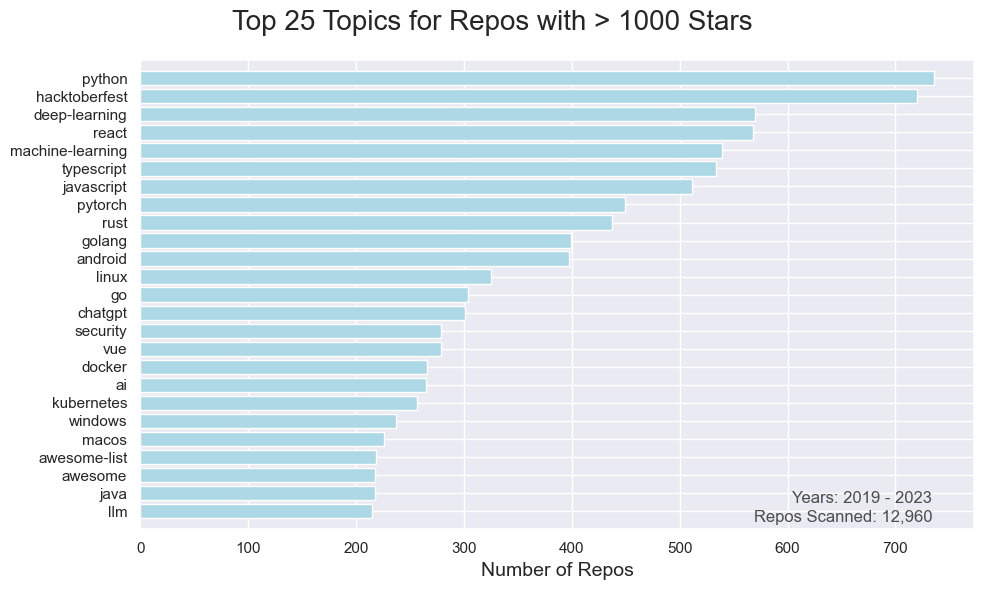 Top 25 Topics for Repos with > 1000 Stars
python
hacktoberfest
deep-learning
react
machine-learning
typescript
javascript
pytorch
rust
golang
android
linux
go
chatgpt
security
vue
docker
ai
kubernetes
windows
macos
awesome-list
awesome
java
llm
Years: 2019 - 2023
Repos Scanned: 12,960
0 100 200 300 400 500 600 700
Number of Repos